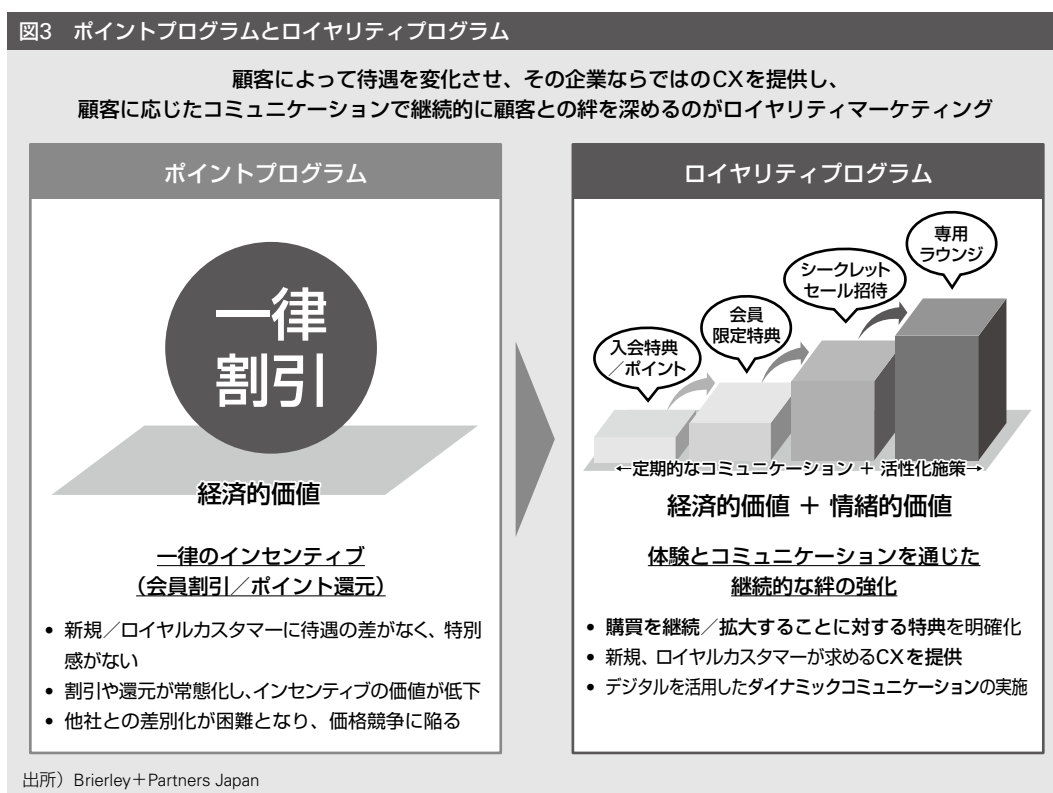 図3 ポイントプログラムとロイヤリティプログラム
顧客によって待遇を変化させ、その企業ならではのCXを提供し、
顧客に応じたコミュニケーションで継続的に顧客との絆を深めるのがロイヤリティマーケティング
ポイントプログラム
一律
割引
経済的価値
一律のインセンティブ
（会員割引／ポイント還元）
• 新規／ロイヤルカスタマーに待遇の差がなく、特別
感がない
• 割引や還元が常態化し、インセンティブの価値が低下
• 他社との差別化が困難となり、価格競争に陥る
ロイヤリティプログラム
入会特典
／ポイント
会員
限定特典
シークレット
セール招待
専用
ラウンジ
←定期的なコミュニケーション ＋ 活性化施策→
経済的価値 ＋ 情緒的価値
体験とコミュニケーションを通じた
継続的な絆の強化
• 購買を継続／拡大することに対する特典を明確化
• 新規、ロイヤルカスタマーが求めるCXを提供
• デジタルを活用したダイナミックコミュニケーションの実施
出所）Brierley＋Partners Japan